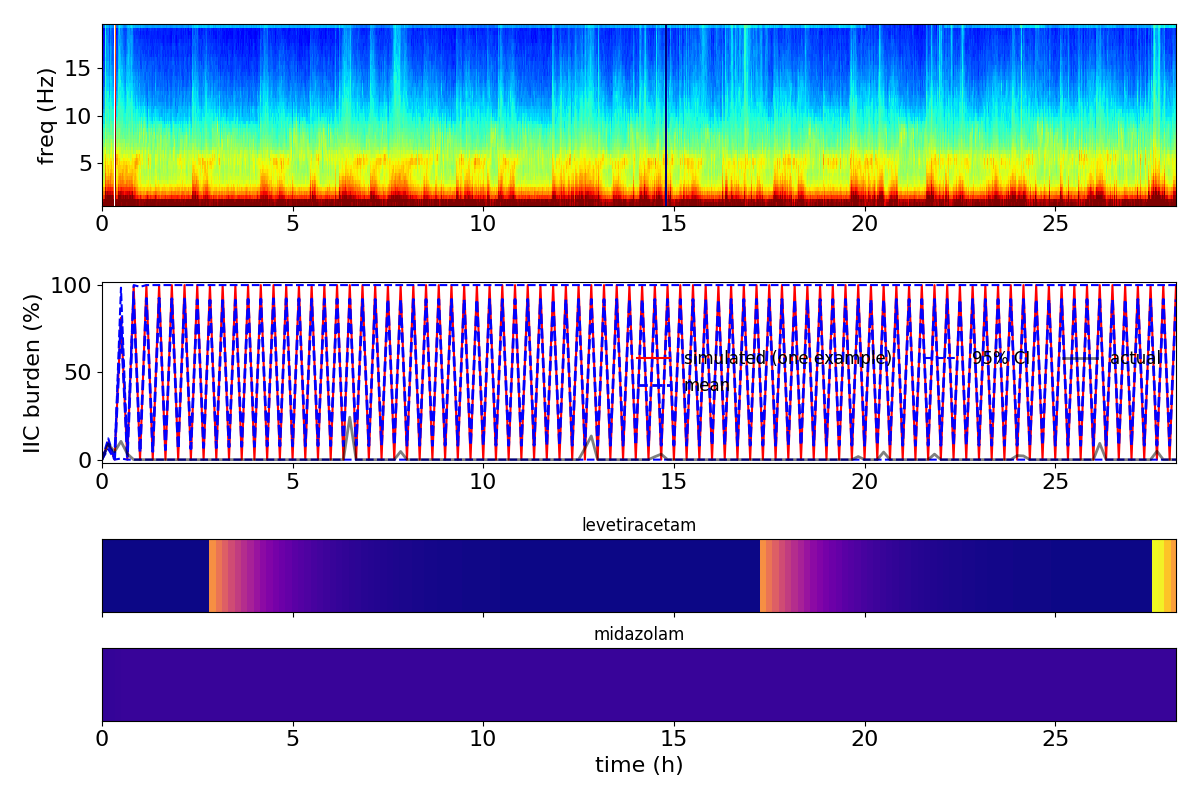 freq (Hz)
15
10
5
0 5 10 15 20 25
IIC burden (%)
100
50
0
simulated (one example) 95% CI actual
mean
0 5 10 15 20 25
levetiracetam
midazolam
0 5 10 15 20 25
time (h)